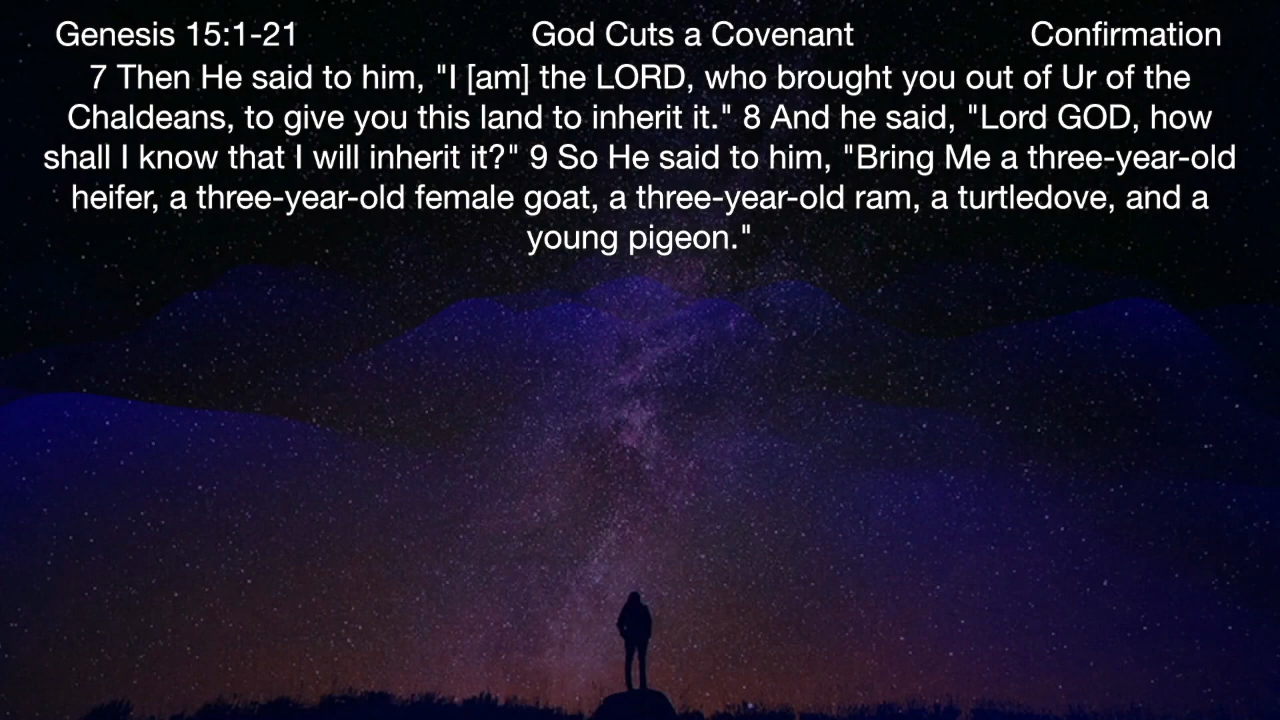 Genesis 15:1-21 God Cuts a Covenant Confirmation
7 Then He said to him, "I [am] the LORD, who brought you out of Ur of the
Chaldeans, to give you this land to inherit it." 8 And he said, "Lord GOD, how
shall I know that I will inherit it?" 9 So He said to him, "Bring Me a three-year-old
heifer, a three-year-old female goat, a three-year-old ram, a turtledove, and a
young pigeon."